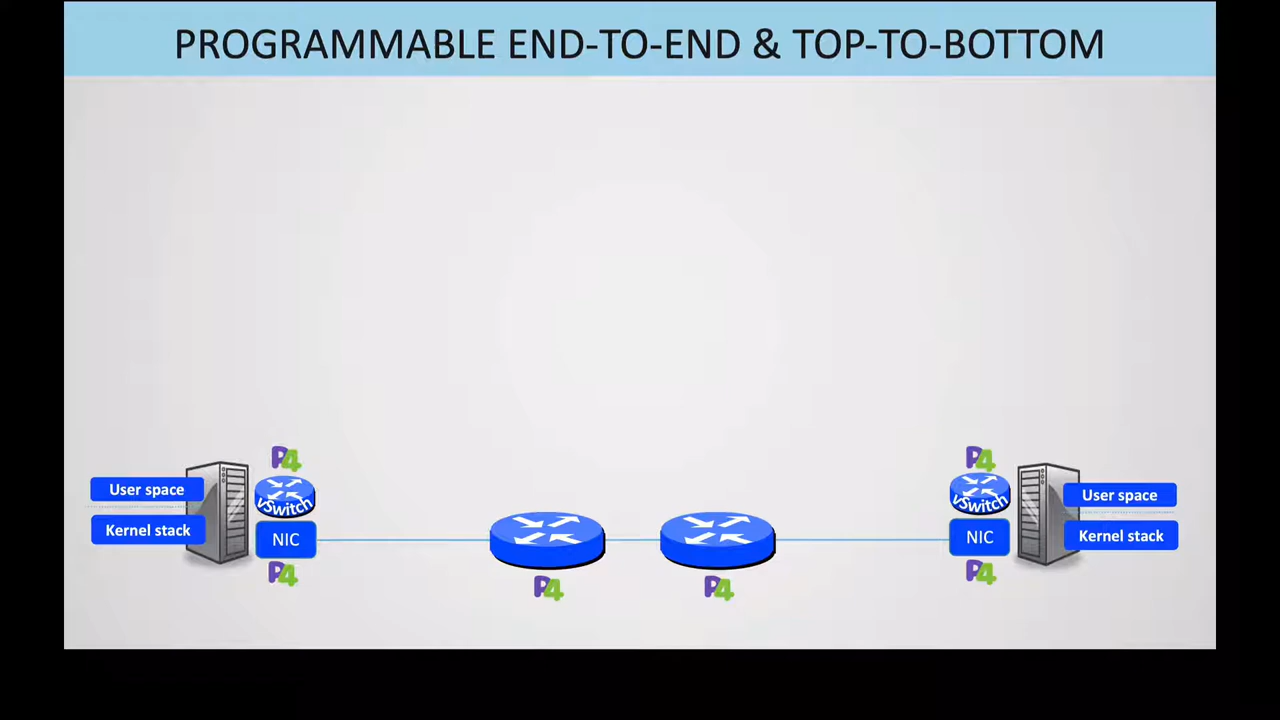 PROGRAMMABLE END-TO-END & TOP-TO-BOTTOM
P4
P4
User space
vSwitch
vSwitch
User space
Kernel stack
NIC
NIC
Kernel stack
P4
P4
P4
P4